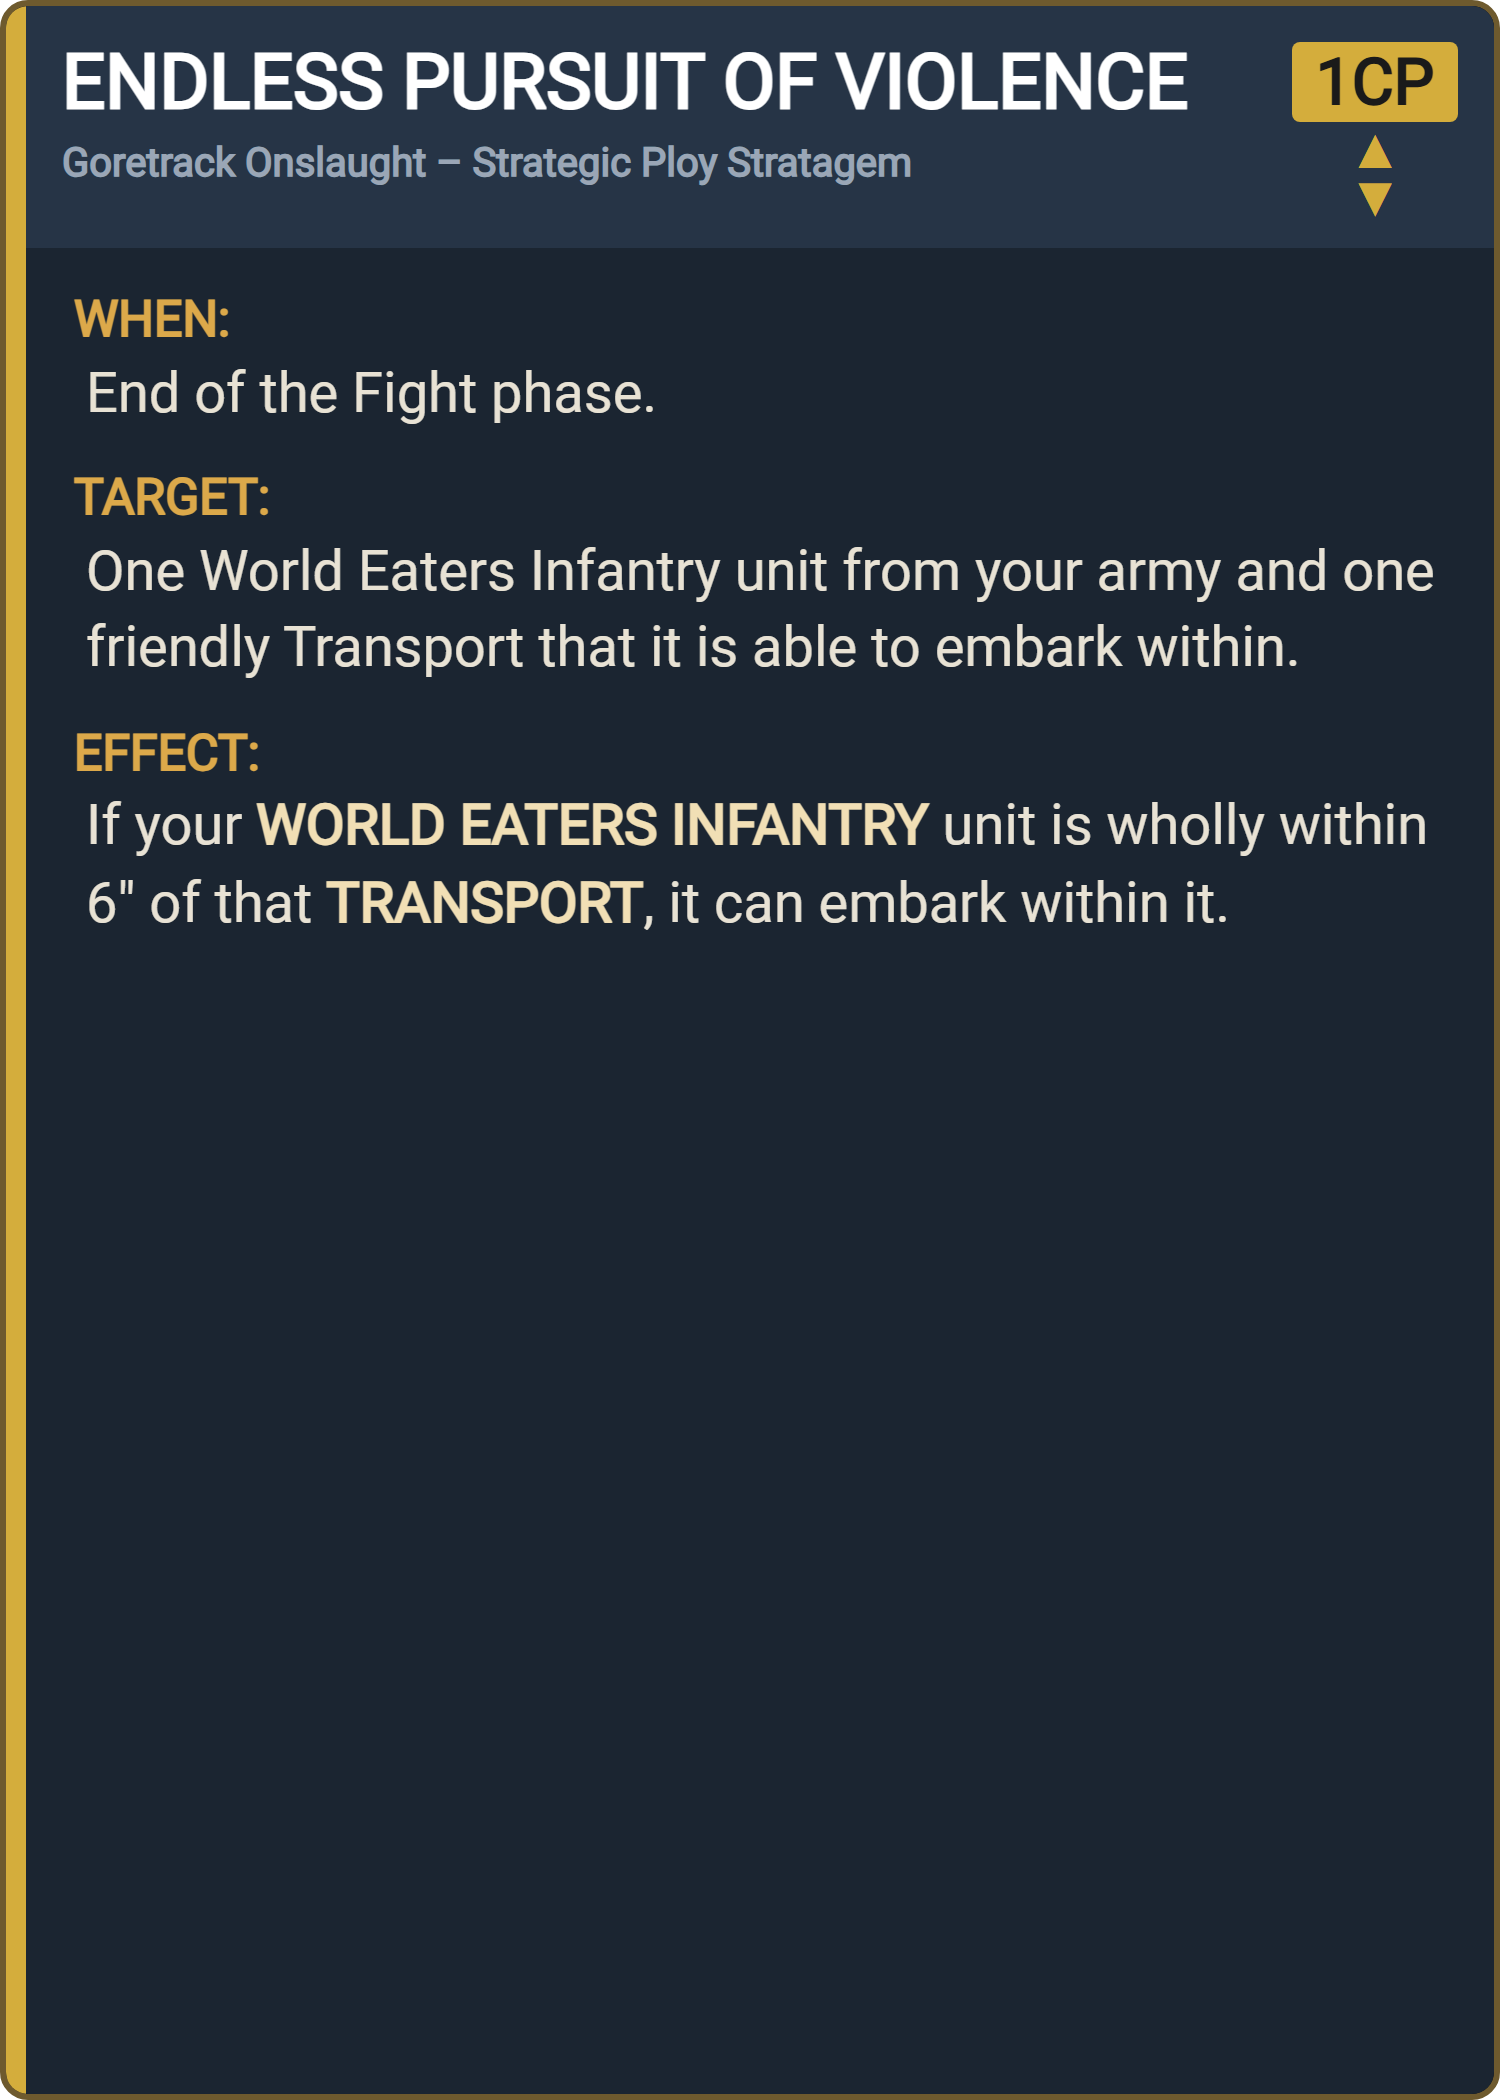 ENDLESS PURSUIT OF VIOLENCE
1CP
Goretrack Onslaught – Strategic Ploy Stratagem
▲
▼
WHEN:
End of the Fight phase.
TARGET:
One World Eaters Infantry unit from your army and one
friendly Transport that it is able to embark within.
EFFECT:
If your WORLD EATERS INFANTRY unit is wholly within
6" of that TRANSPORT, it can embark within it.